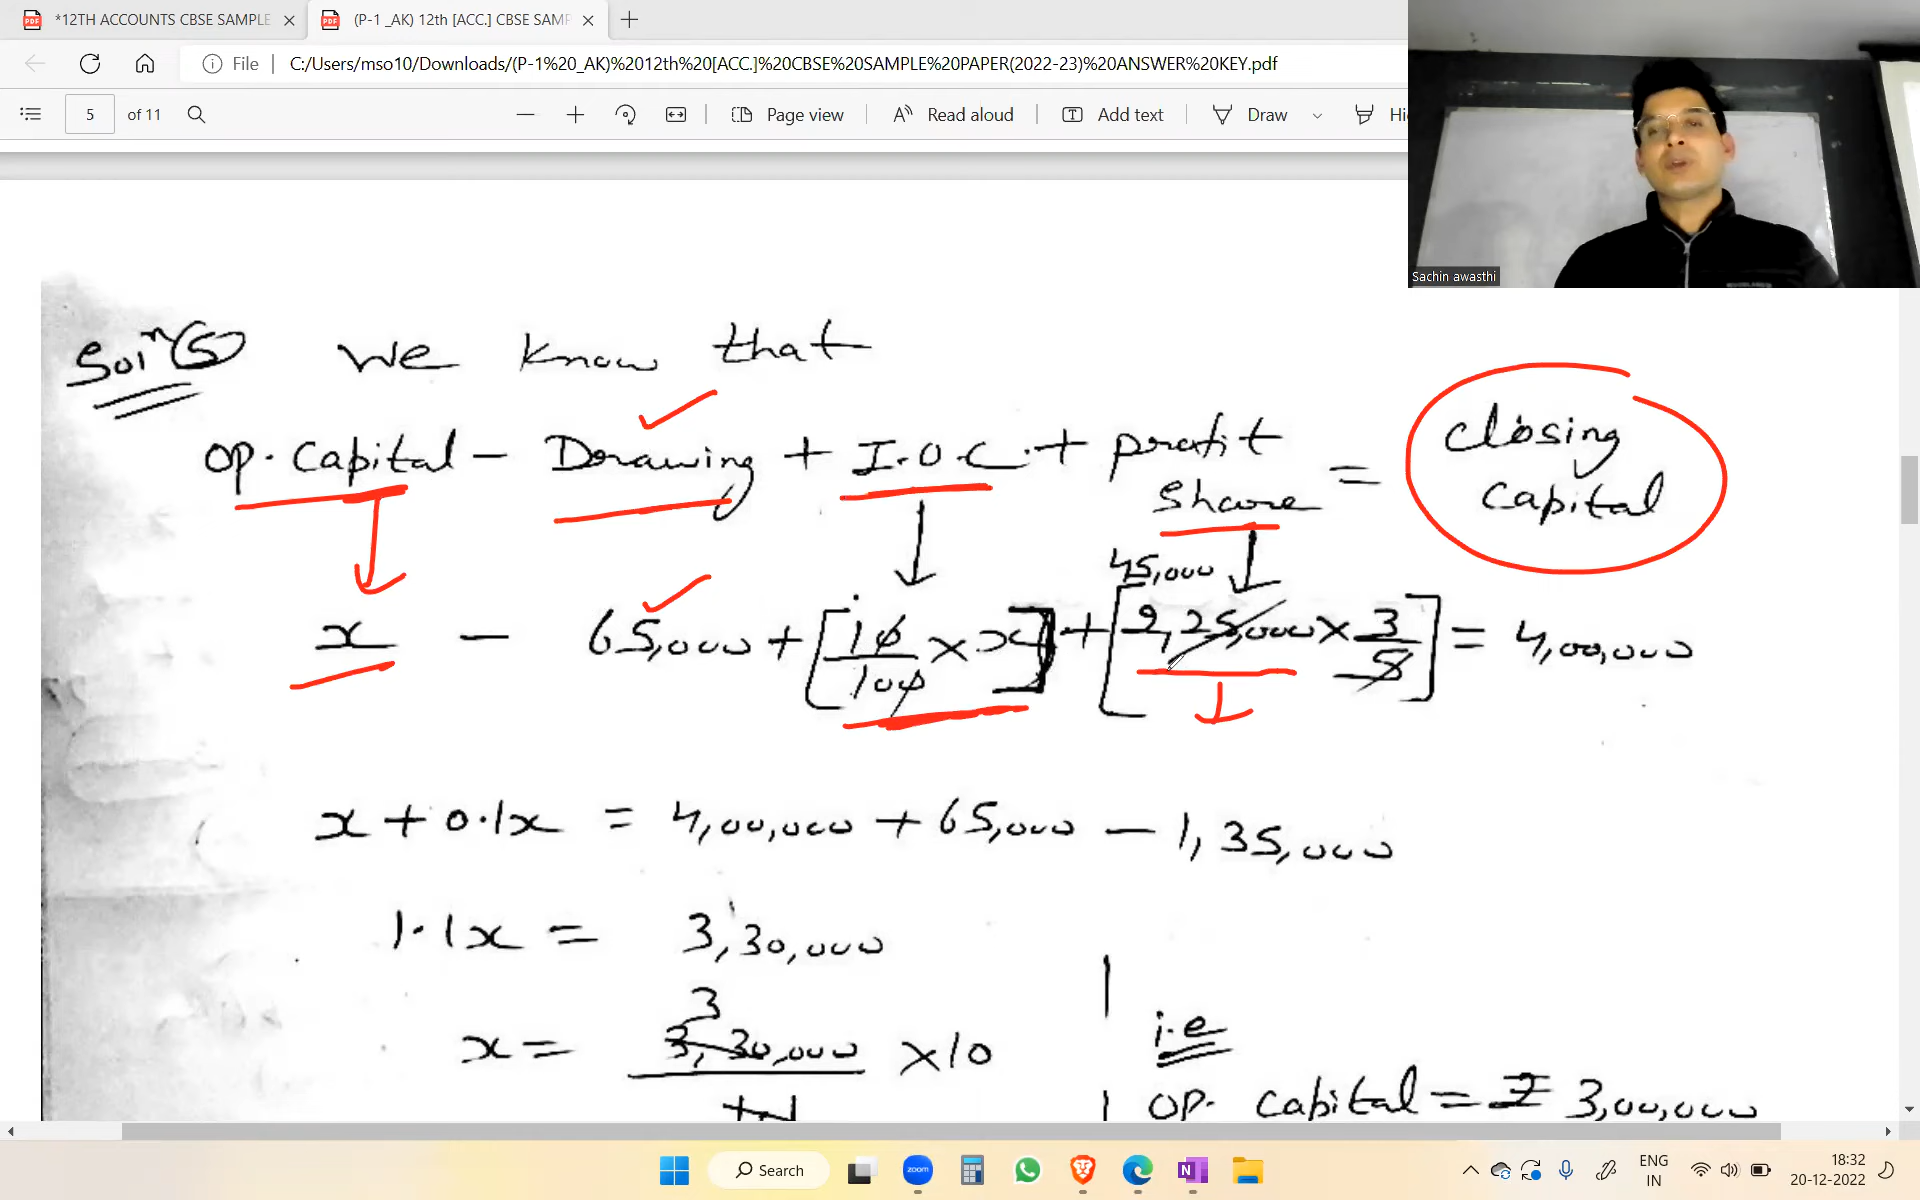 *12TH ACCOUNTS CBSE SAMPLE
(P-1 _AK) 12th [ACC.] CBSE SAMP
File
C:/Users/mso10/Downloads/(P-1%20_AK)%2012th%20[ACC.]%20CBSE%20SAMPLE%20PAPER(2022-23)%20ANSWER%20KEY.pdf
5 of 11 Page view Read aloud Add text Draw Hi
Sachin awasthi
Solⁿ(5) We know that
OP. Capital - Drawing + I.O.C. + profit share = closing capital
x - 65,000 + [10/100 × x] + [2,25,000 × 3/5] = 4,00,000
45,000
x + 0.1x = 4,00,000 + 65,000 - 1,35,000
1.1x = 3,30,000
3
x = 3,30,000/11 × 10
i.e
OP. capital = ₹ 3,00,000
Search
zoom
ENG
IN
18:32
20-12-2022